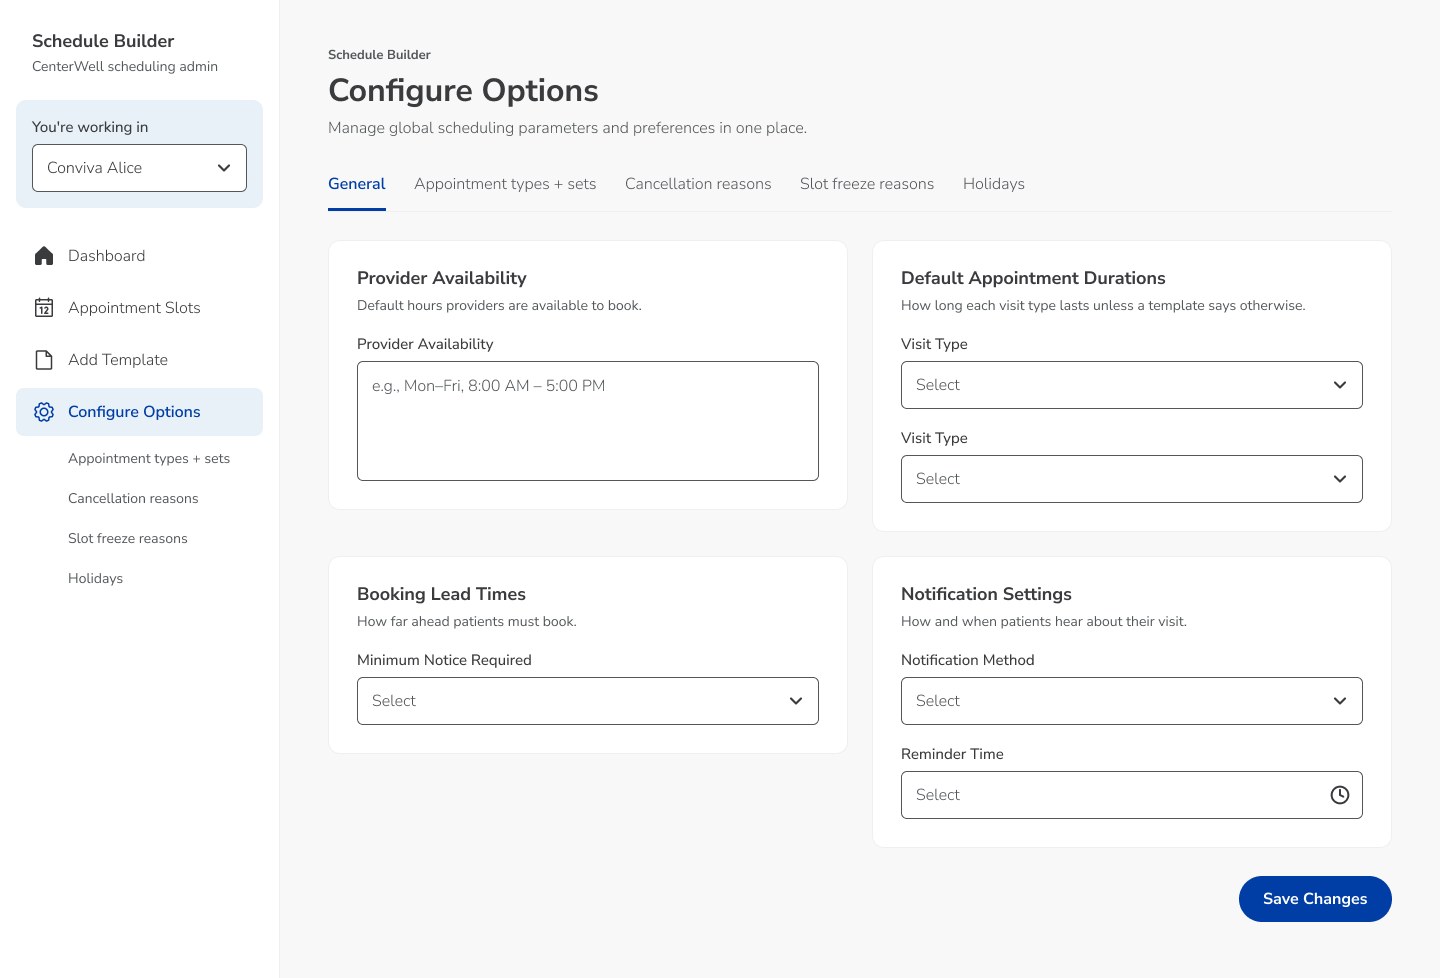 Schedule Builder
CenterWell scheduling admin
You're working in
Conviva Alice
Dashboard
12
Appointment Slots
Add Template
Configure Options
Appointment types + sets
Cancellation reasons
Slot freeze reasons
Holidays
Schedule Builder
Configure Options
Manage global scheduling parameters and preferences in one place.
General
Appointment types + sets
Cancellation reasons
Slot freeze reasons
Holidays
Provider Availability
Default hours providers are available to book.
Provider Availability
e.g., Mon–Fri, 8:00 AM – 5:00 PM
Default Appointment Durations
How long each visit type lasts unless a template says otherwise.
Visit Type
Select
Visit Type
Select
Booking Lead Times
How far ahead patients must book.
Minimum Notice Required
Select
Notification Settings
How and when patients hear about their visit.
Notification Method
Select
Reminder Time
Select
Save Changes